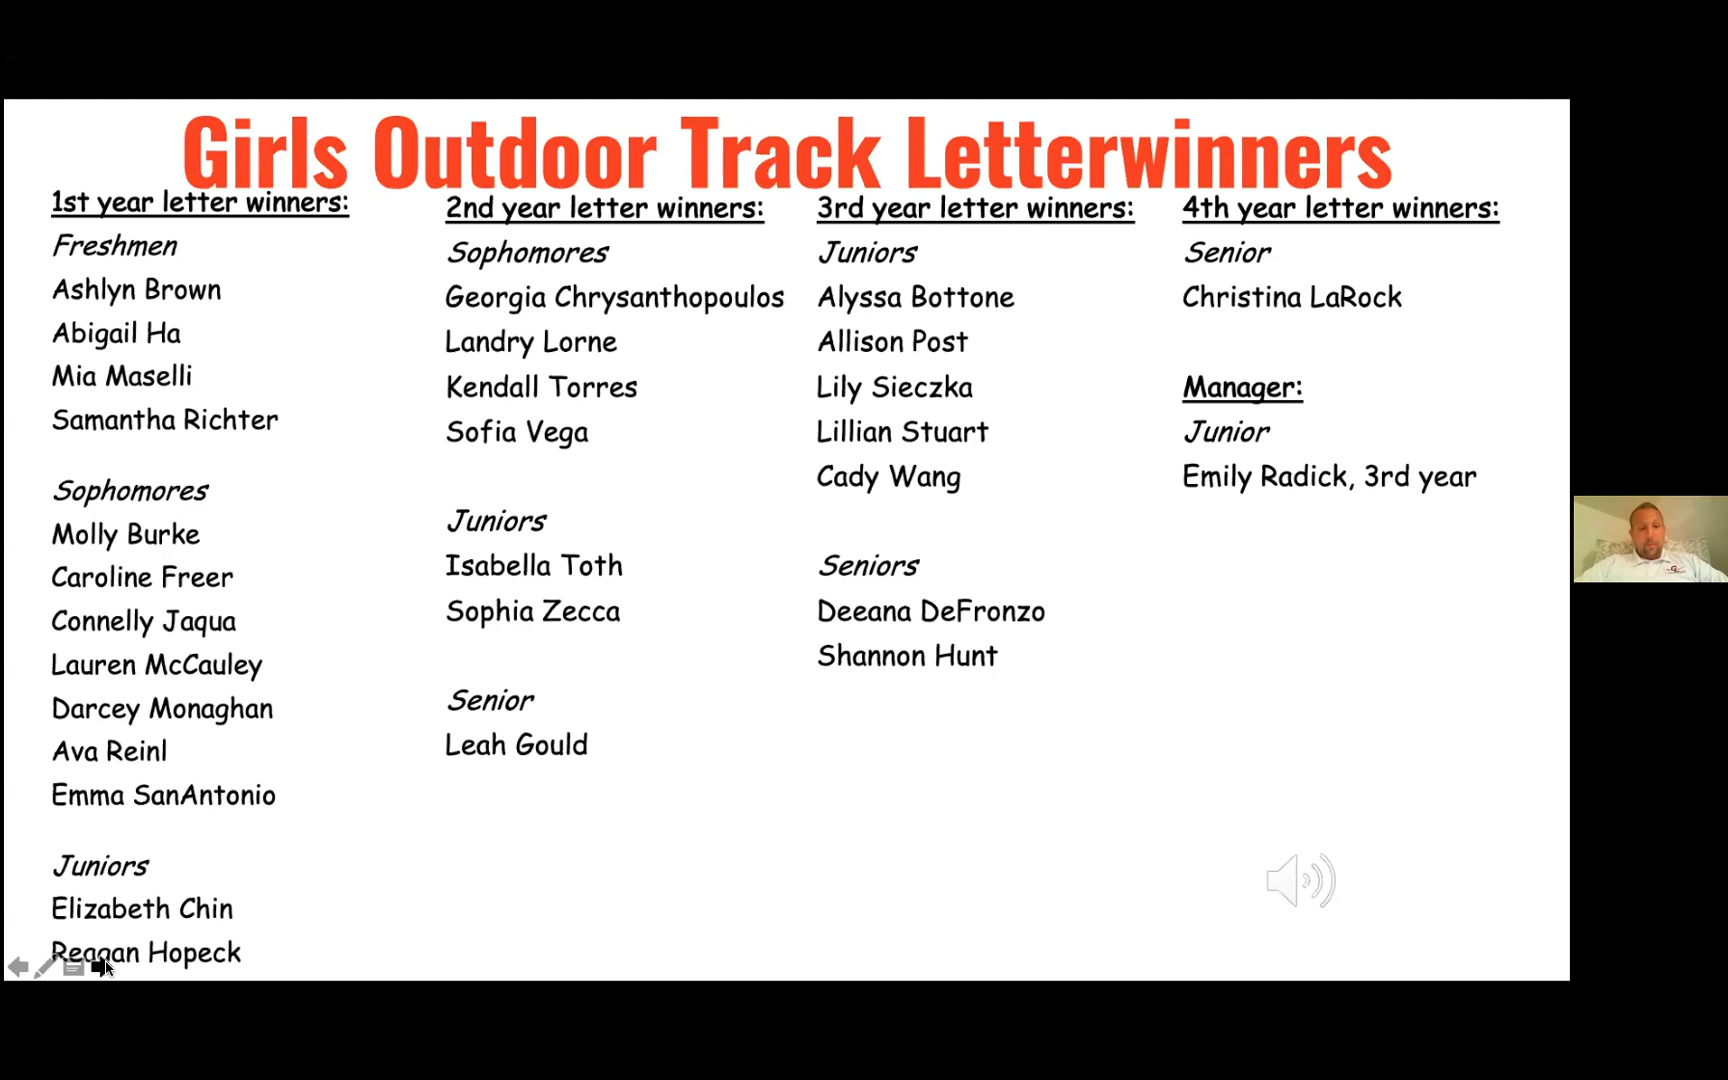 Girls Outdoor Track Letterwinners
1st year letter winners:
Freshmen
Ashlyn Brown
Abigail Ha
Mia Maselli
Samantha Richter
Sophomores
Molly Burke
Caroline Freer
Connelly Jaqua
Lauren McCauley
Darcey Monaghan
Ava Reinl
Emma SanAntonio
Juniors
Elizabeth Chin
Reagan Hopeck
2nd year letter winners:
Sophomores
Georgia Chrysanthopoulos
Landry Lorne
Kendall Torres
Sofia Vega
Juniors
Isabella Toth
Sophia Zecca
Senior
Leah Gould
3rd year letter winners:
Juniors
Alyssa Bottone
Allison Post
Lily Sieczka
Lillian Stuart
Cady Wang
Seniors
Deeana DeFronzo
Shannon Hunt
4th year letter winners:
Senior
Christina LaRock
Manager:
Junior
Emily Radick, 3rd year